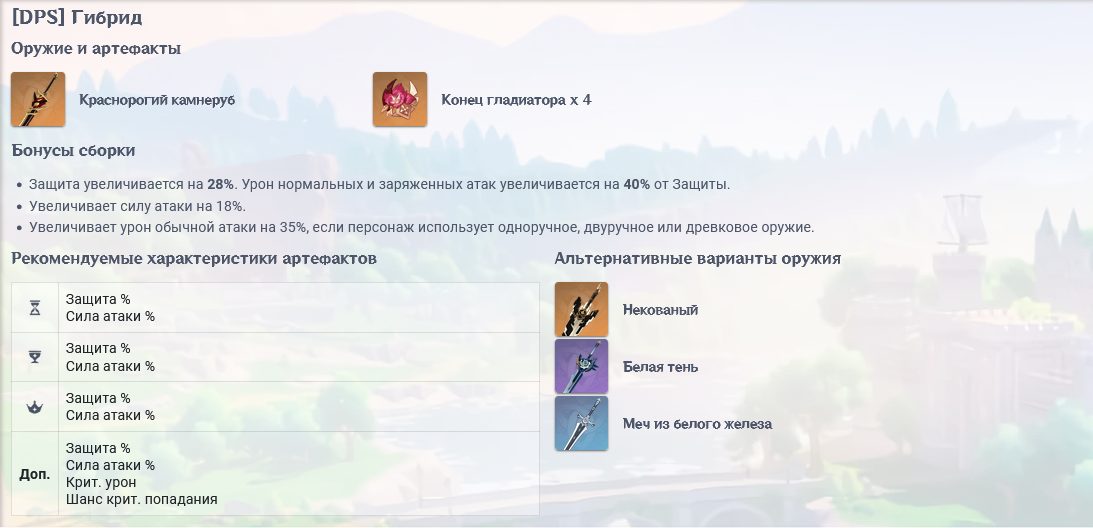 [DPS] Гибрид
Оружие и артефакты
Краснорогий камнеруб
Конец гладиатора x 4
Бонусы сборки
• Защита увеличивается на 28%. Урон нормальных и заряженных атак увеличивается на 40% от Защиты.
• Увеличивает силу атаки на 18%.
• Увеличивает урон обычной атаки на 35%, если персонаж использует одноручное, двуручное или древковое оружие.
Рекомендуемые характеристики артефактов
Защита %
Сила атаки %
Защита %
Сила атаки %
Защита %
Сила атаки %
Доп.
Защита %
Сила атаки %
Крит. урон
Шанс крит. попадания
Альтернативные варианты оружия
Некованый
Белая тень
Меч из белого железа